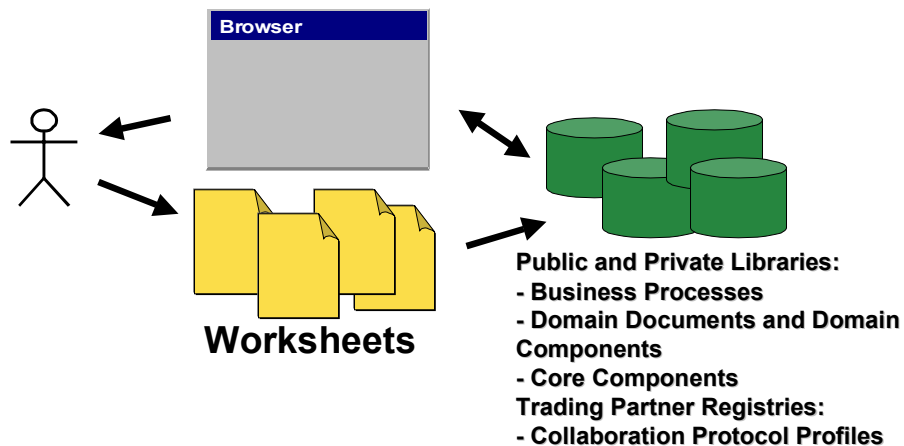 Browser
Worksheets
Public and Private Libraries:
- Business Processes
- Domain Documents and Domain
Components
- Core Components
Trading Partner Registries:
- Collaboration Protocol Profiles